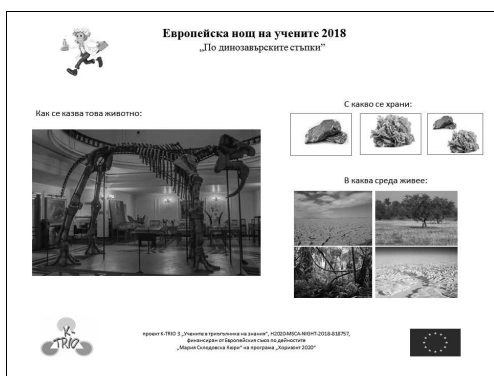 Европейска нощ на учените 2018
„По динозавърските стъпки”
Как се казва това животно:
С какво се храни:
В каква среда живее:
K-TRIO
проект K-TRIO 3 „Учените в триъгълника на знания“, H2020-MSCA-NIGHT-2018-818757,
финансиран от Европейския съюз по дейностите
„Мария Склодовска Кюри“ на програма „Хоризонт 2020“